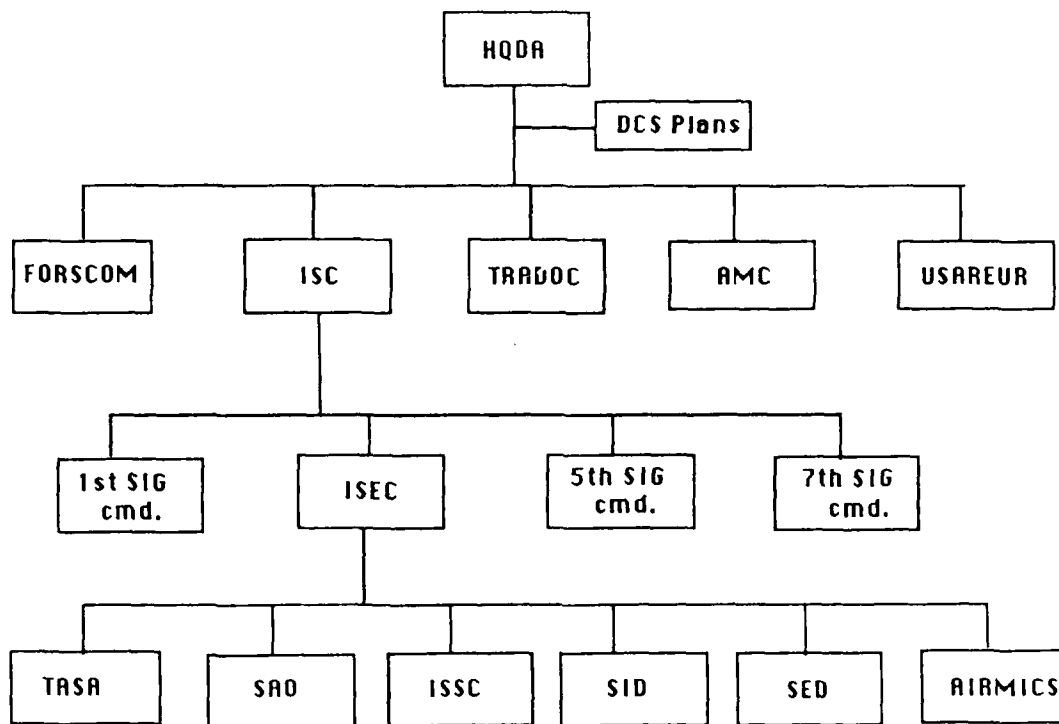 HQDA
DCS Plans
FORSCOM
ISC
TRADOC
AMC
USAREUR
1st SIG
cmd.
ISEC
5th SIG
cmd.
7th SIG
cmd.
TASA
SAO
ISSC
SID
SED
AIRMICS